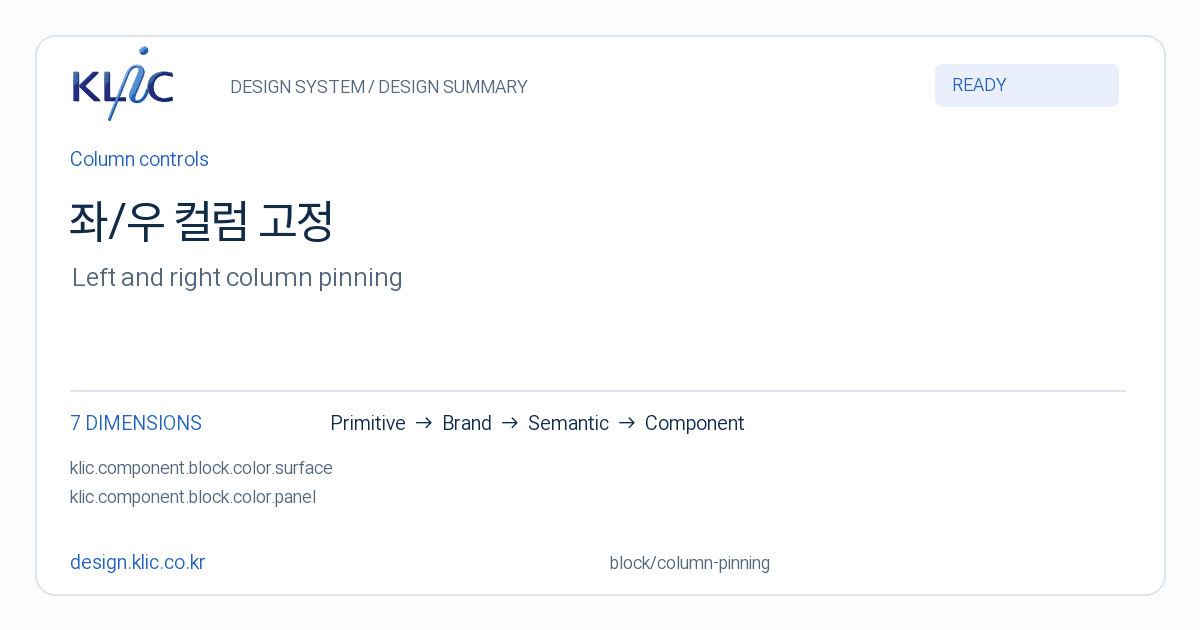 KLiC
DESIGN SYSTEM / DESIGN SUMMARY
READY
Column controls
좌/우 컬럼 고정
Left and right column pinning
7 DIMENSIONS
Primitive → Brand → Semantic → Component
klic.component.block.color.surface
klic.component.block.color.panel
design.klic.co.kr
block/column-pinning